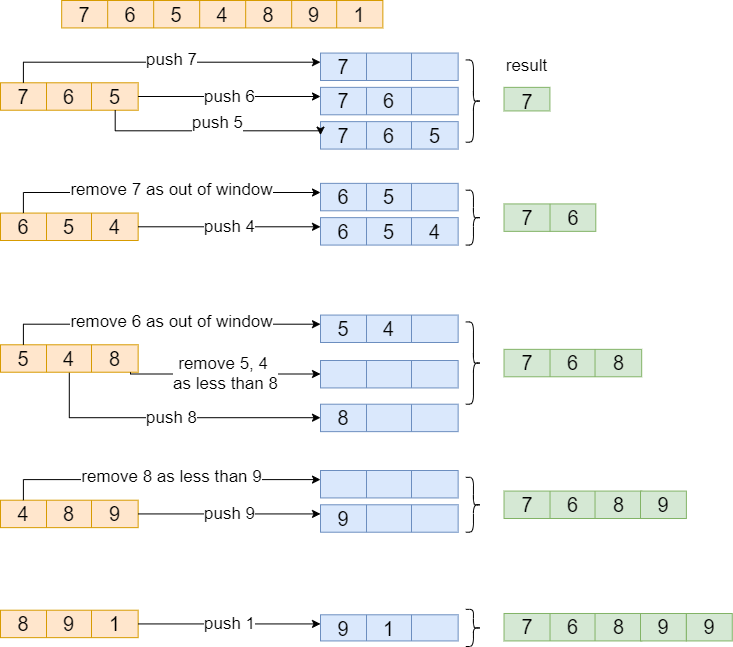 7 6 5 4 8 9 1
push 7
7
result
7 6 5
push 6
7 6
7
push 5
7 6 5
remove 7 as out of window
6 5
7 6
6 5 4
push 4
6 5 4
remove 6 as out of window
5 4
5 4 8
remove 5, 4
as less than 8
7 6 8
push 8
8
remove 8 as less than 9
4 8 9
push 9
9
7 6 8 9
8 9 1
push 1
9 1
7 6 8 9 9